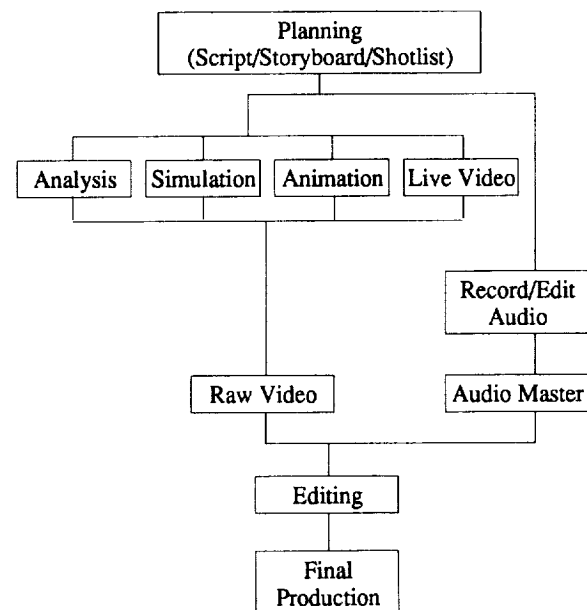 Planning
(Script/Storyboard/Shotlist)
Analysis
Simulation
Animation
Live Video
Record/Edit
Audio
Raw Video
Audio Master
Editing
Final
Production